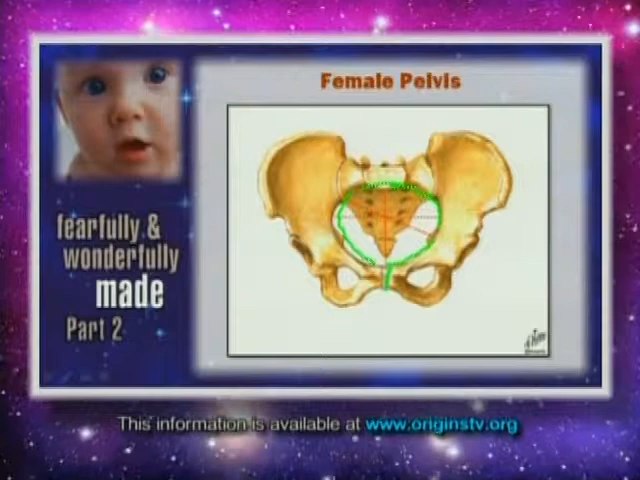 Female Pelvis
fearfully &
wonderfully
made
Part 2
This information is available at www.originstv.org